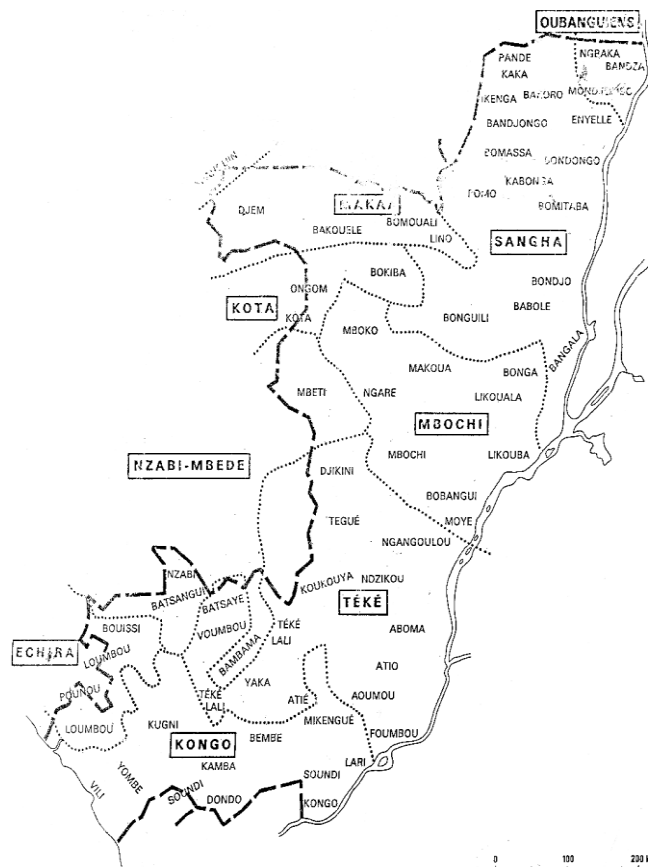 OUBANGUIENS
PANDE
NGRAKA
BANDZA
KAKA
IKENGA
BANDJONGO
ENYELLE
BOMASSA
KABONGA
POMO
BOMITABA
DJEM
MAKAA
BOMOUALI
BAKOUELE
LINO
SANGHA
BOKIBA
BONDJO
ONGOM
KOTA
KOTA
MBOKO
BONGUILI
BABOLE
BANGALA
MAKOUA
BONGA
MBETI
NGARE
LIKOUALA
MBOCHI
NZABI-MBEDE
DJIKINI
MBOCHI
LIKOUBA
BOBANGUI
TEGUÉ
MOYE
NGANGOULOU
NZABI
BATSANGUI
BATSAYE
KOUKOUYA
NDZIKOU
TÉKÉ
BOUISSI
VOUMBOU
TÉKÉ
LALI
ABOMA
ECHIRA
LOUMBOU
BAMBAMA
ATIO
POUNOU
YAKA
TÉKÉ
LALI
ATIÉ
AOUMOU
LOUMBOU
KUGNI
MIKENGUÉ
KONGO
BEMBE
FOUMBOU
KAMBA
LARI
VILI
YOMBE
SOUNDI
DONDO
SOUNDI
KONGO
0 100 200